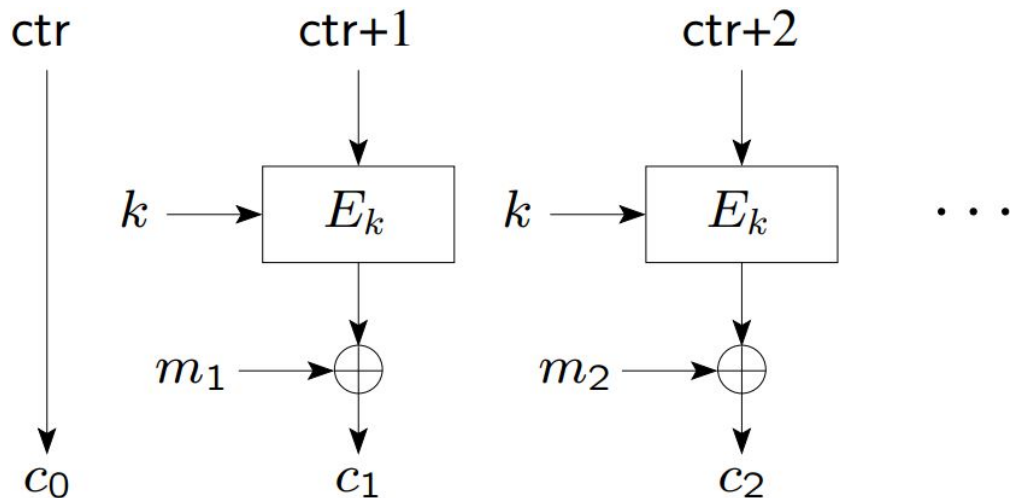 ctr ctr+1 ctr+2
k E_k k E_k ···
m_1 m_2
c_0 c_1 c_2